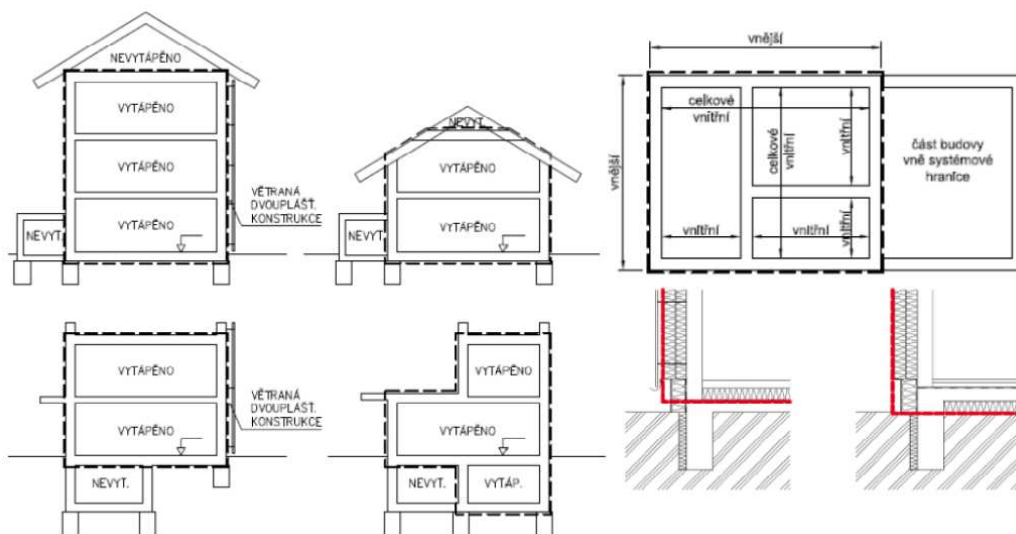 NEVYTÁPĚNO
VYTÁPĚNO
VYTÁPĚNO
VYTÁPĚNO
NEVYT.
VĚTRANÁ
DVOUPLÁŠŤ.
KONSTRUKCE
NEVYT.
VYTÁPĚNO
VYTÁPĚNO
NEVYT.
vnější
vnější
celkové
vnitřní
celkové
vnitřní
vnitřní
vnitřní
vnitřní
vnitřní
část budovy
vně systémové
hranice
VYTÁPĚNO
VYTÁPĚNO
NEVYT.
VĚTRANÁ
DVOUPLÁŠŤ.
KONSTRUKCE
VYTÁPĚNO
VYTÁPĚNO
NEVYT.
VYTÁP.